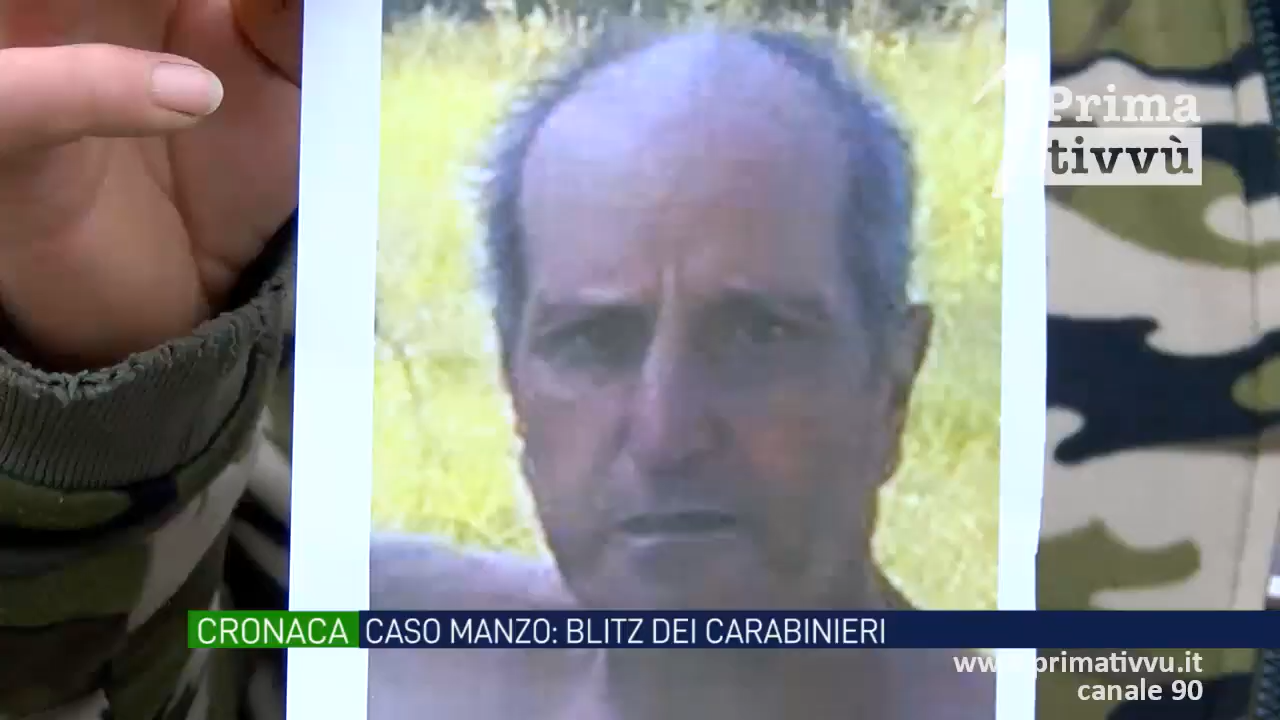 Prima
tivvù
CRONACA CASO MANZO: BLITZ DEI CARABINIERI
www.primativvu.it
canale 90